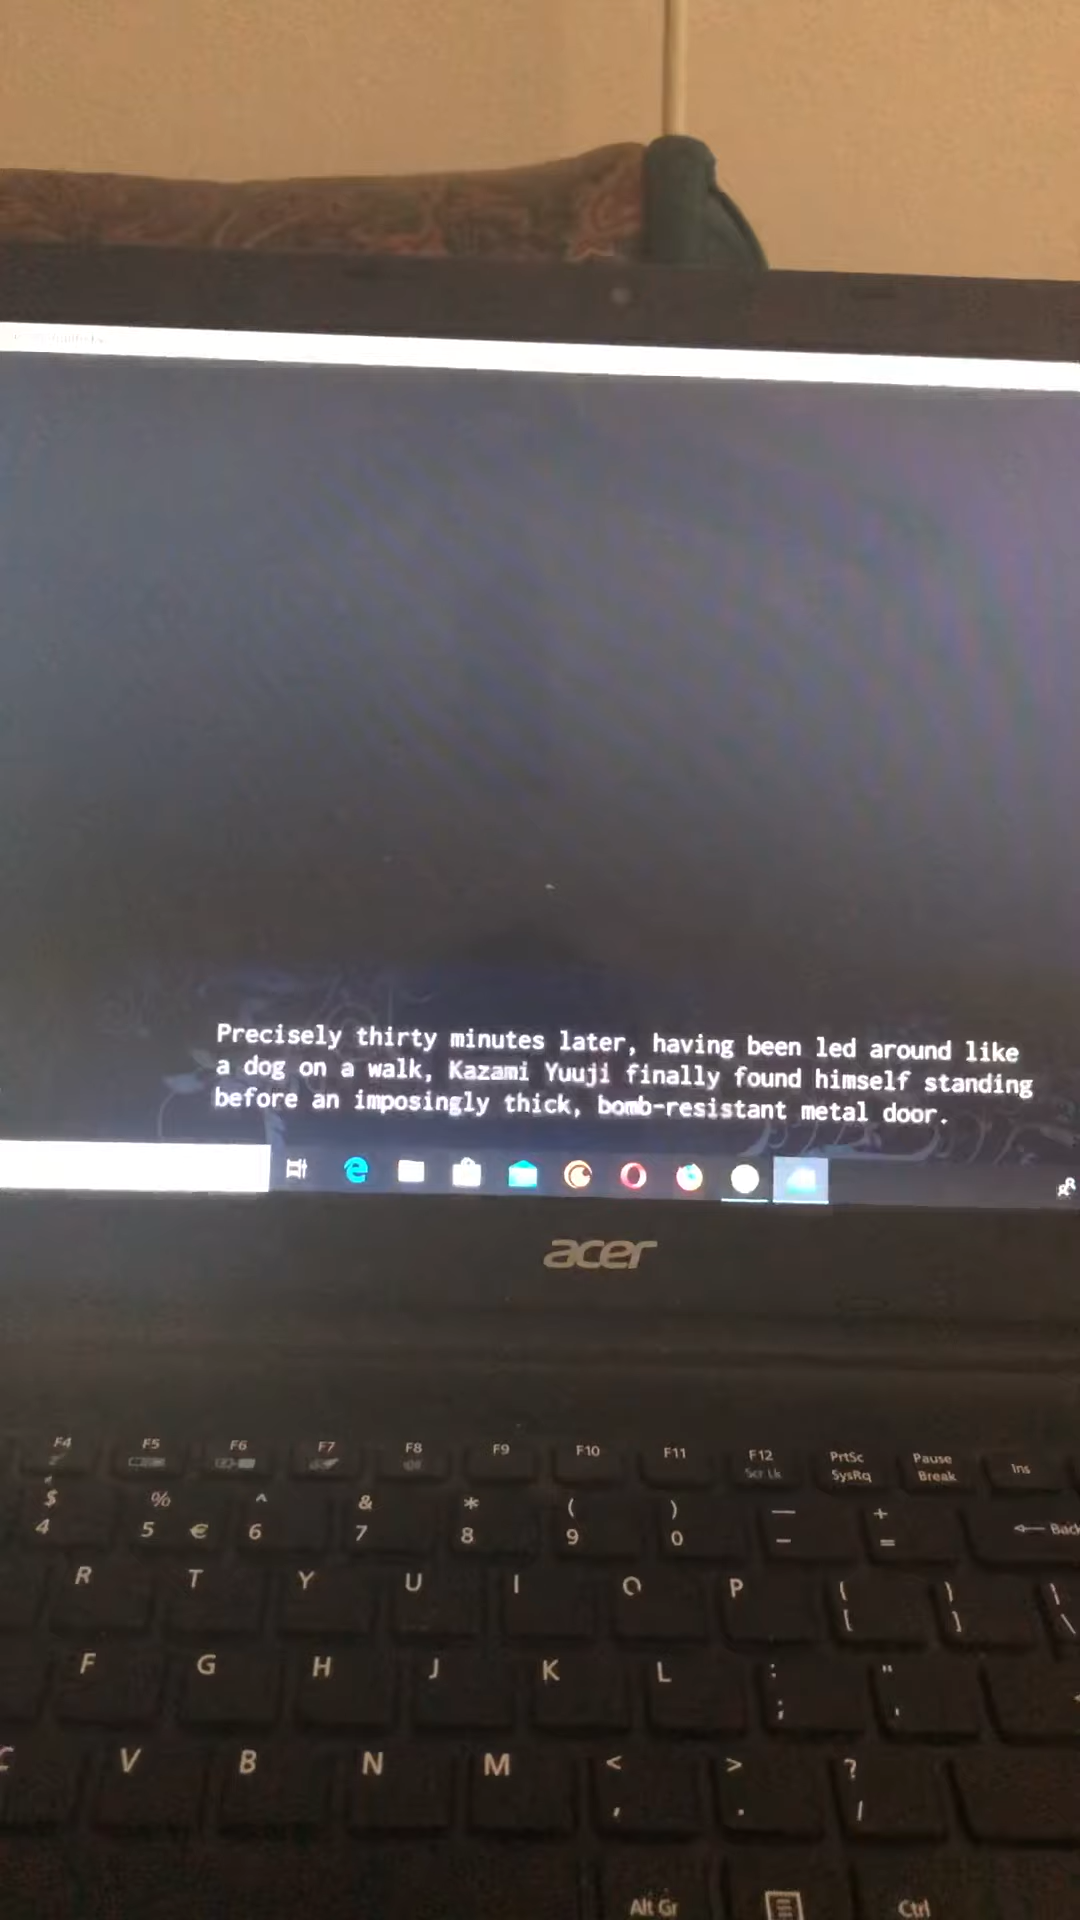 Precisely thirty minutes later, having been led around like
a dog on a walk, Kazami Yuuji finally found himself standing
before an imposingly thick, bomb-resistant metal door.
acer
F4 F5 F6 F7 F8 F9 F10 F11 F12 PrtSc Pause Ins
Scr Lk SysRq Break
$ % ^ & * ( ) — +
4 5 € 6 7 8 9 0 – = ← Back
R T Y U I O P { } |
[ ] \
F G H J K L : "
; '
C V B N M < > ?
, . /
Alt Gr Ctrl